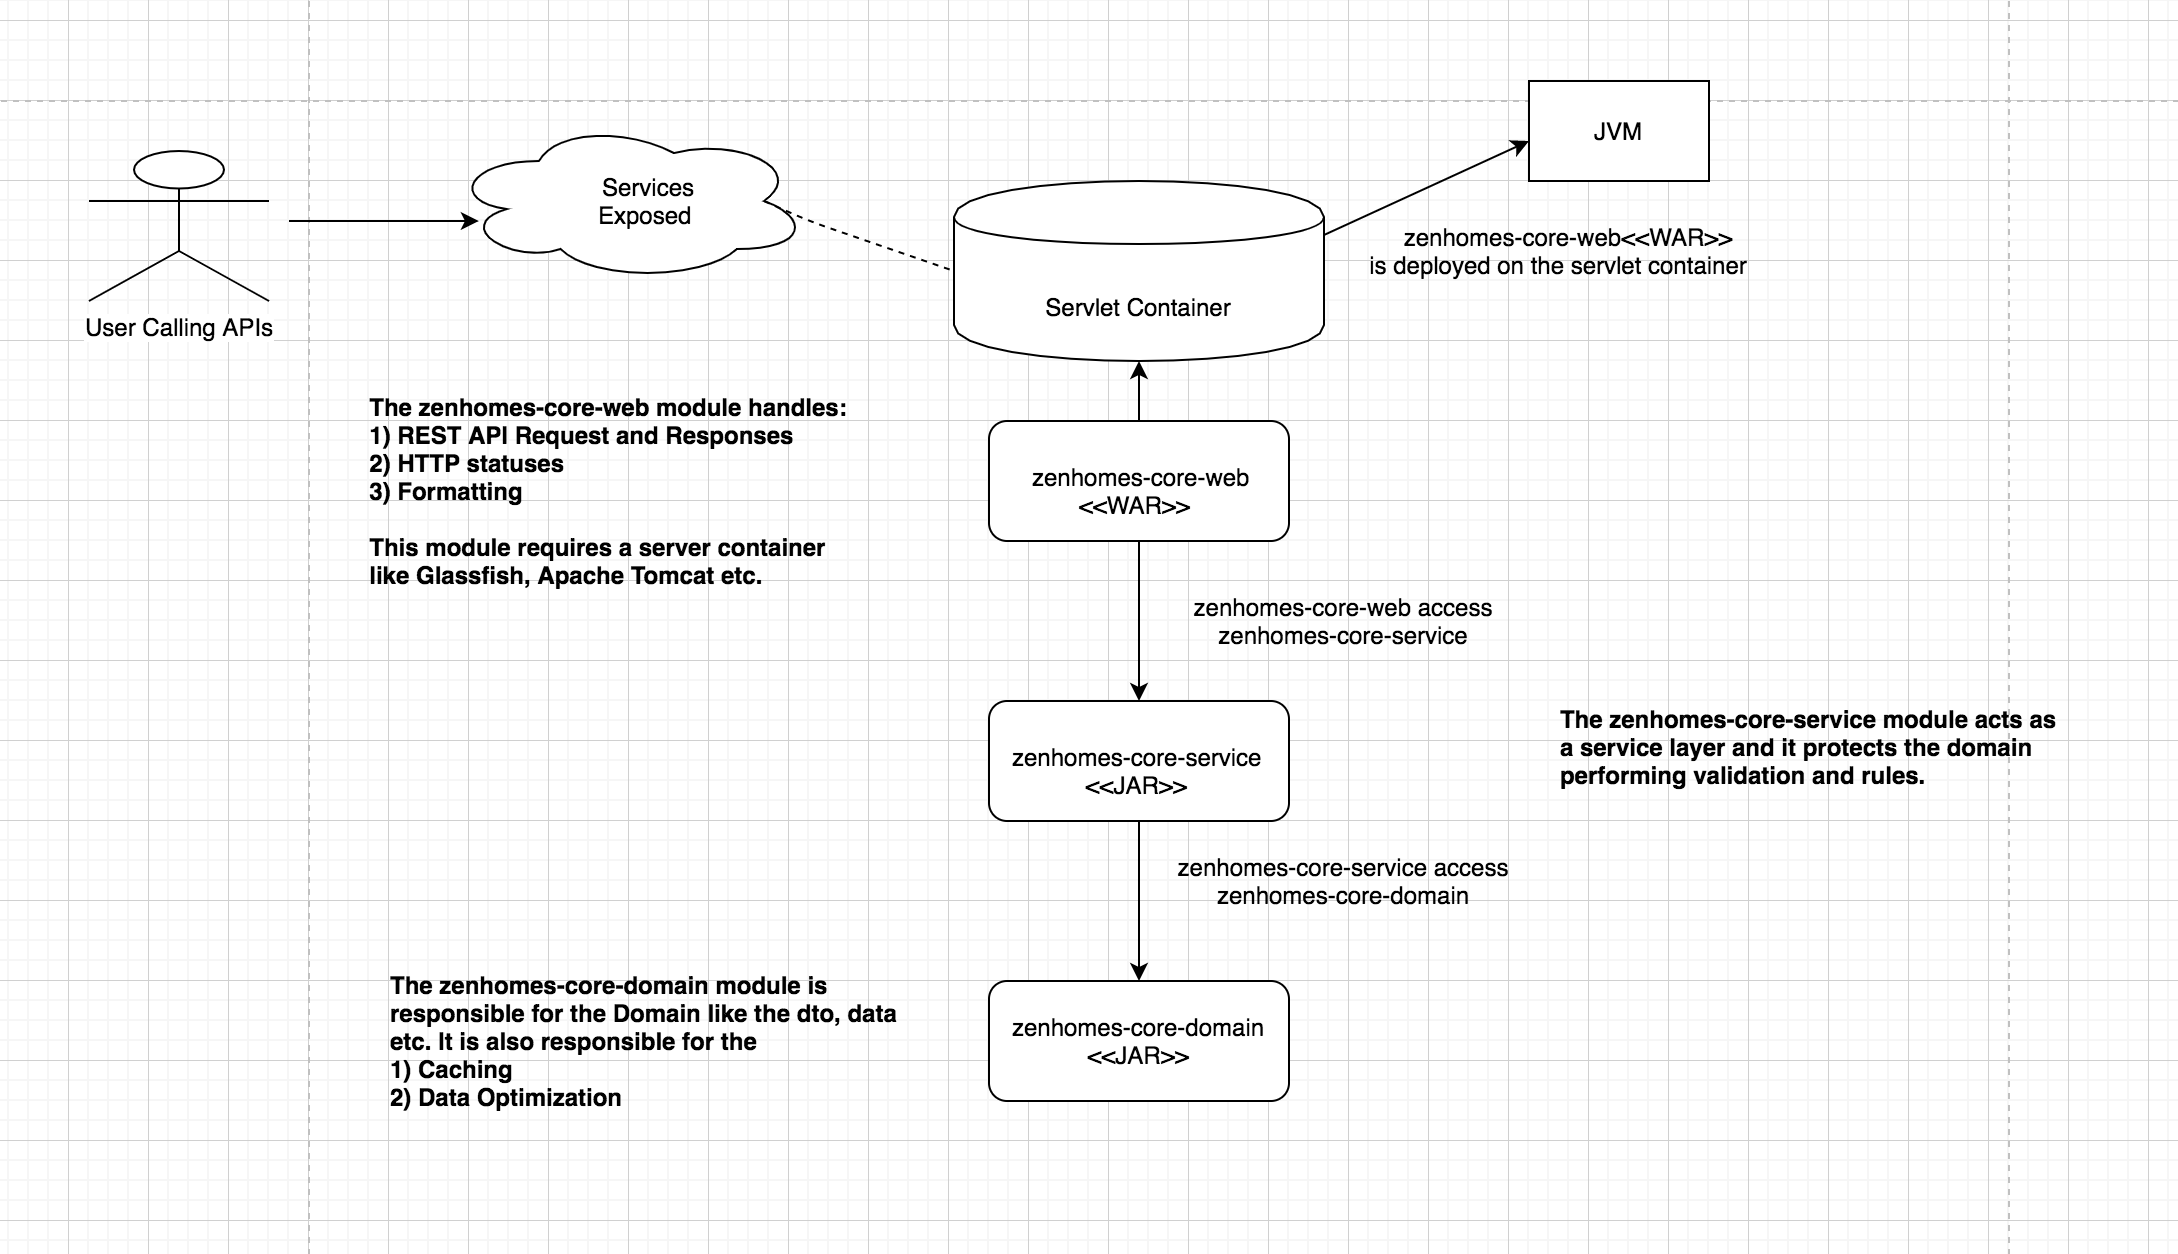 JVM
Services
Exposed
zenhomes-core-web<<WAR>>
is deployed on the servlet container
Servlet Container
User Calling APIs
The zenhomes-core-web module handles:
1) REST API Request and Responses
2) HTTP statuses
3) Formatting
This module requires a server container
like Glassfish, Apache Tomcat etc.
zenhomes-core-web
<<WAR>>
zenhomes-core-web access
zenhomes-core-service
The zenhomes-core-service module acts as
a service layer and it protects the domain
performing validation and rules.
zenhomes-core-service
<<JAR>>
zenhomes-core-service access
zenhomes-core-domain
The zenhomes-core-domain module is
responsible for the Domain like the dto, data
etc. It is also responsible for the
1) Caching
2) Data Optimization
zenhomes-core-domain
<<JAR>>